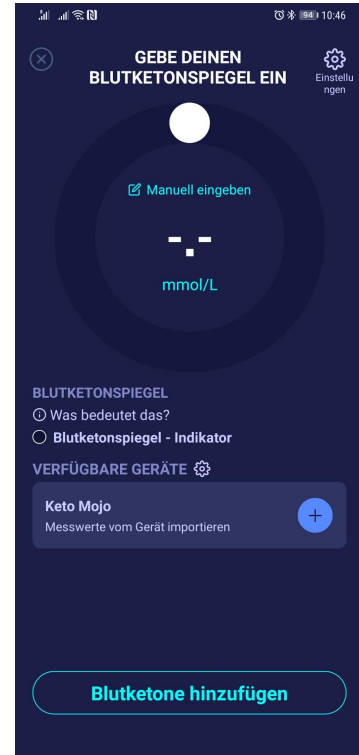 94 10:46
GEBE DEINEN
BLUTKETONSPIEGEL EIN
Einstellu
ngen
Manuell eingeben
-.-
mmol/L
BLUTKETONSPIEGEL
Was bedeutet das?
Blutketonspiegel - Indikator
VERFÜGBARE GERÄTE
Keto Mojo
Messwerte vom Gerät importieren
+
Blutketone hinzufügen